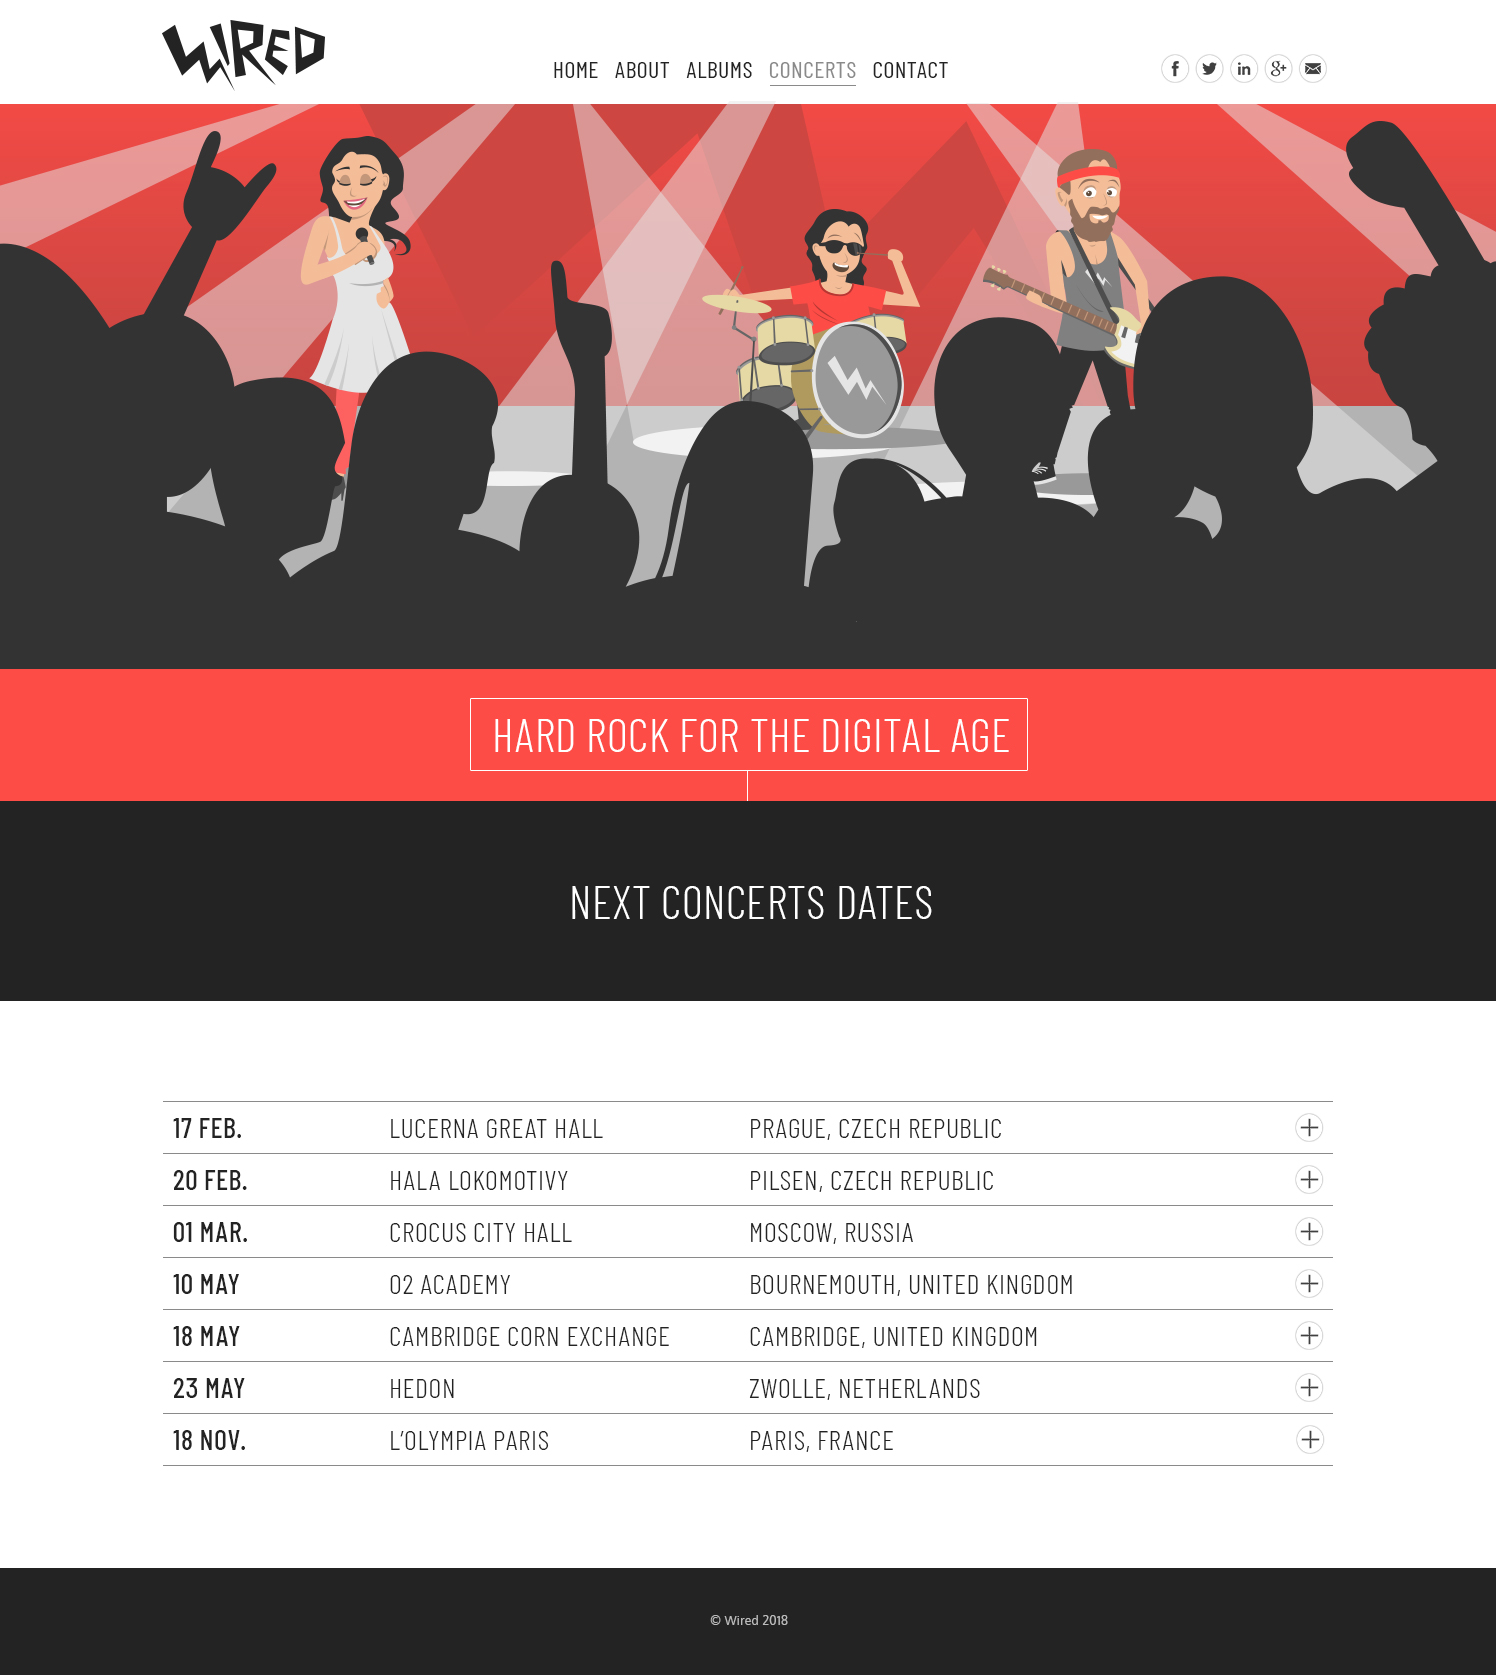 WIRED
HOME ABOUT ALBUMS CONCERTS CONTACT
HARD ROCK FOR THE DIGITAL AGE
NEXT CONCERTS DATES
17 FEB. LUCERNA GREAT HALL PRAGUE, CZECH REPUBLIC
20 FEB. HALA LOKOMOTIVY PILSEN, CZECH REPUBLIC
01 MAR. CROCUS CITY HALL MOSCOW, RUSSIA
10 MAY O2 ACADEMY BOURNEMOUTH, UNITED KINGDOM
18 MAY CAMBRIDGE CORN EXCHANGE CAMBRIDGE, UNITED KINGDOM
23 MAY HEDON ZWOLLE, NETHERLANDS
18 NOV. L’OLYMPIA PARIS PARIS, FRANCE
© Wired 2018